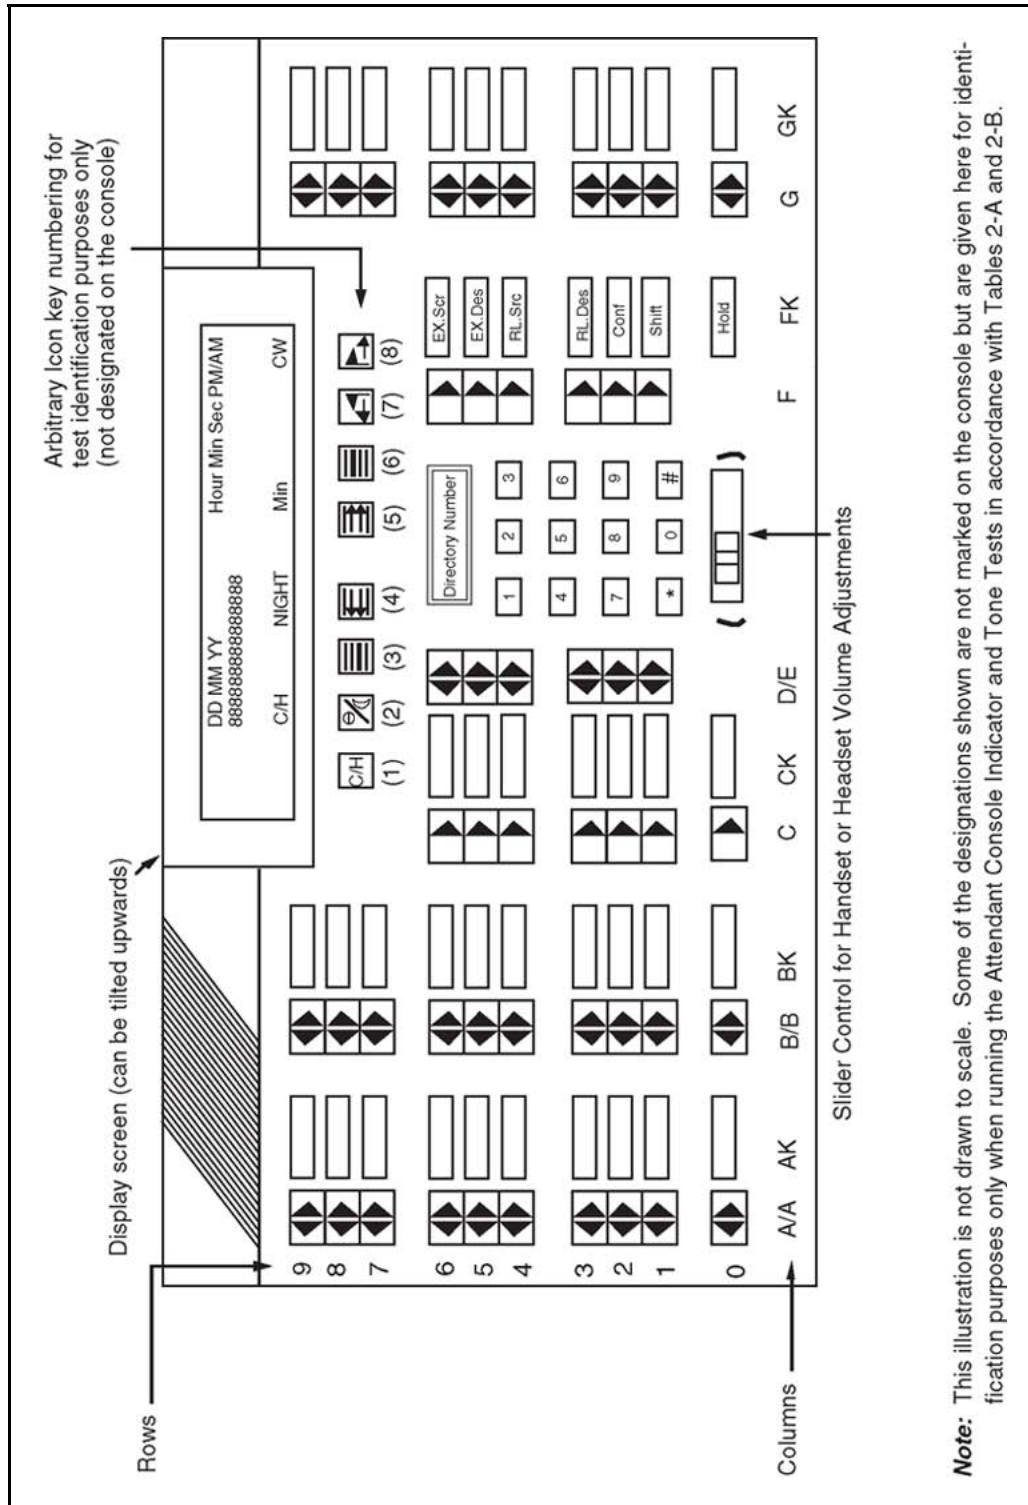 Arbitrary Icon key numbering for
test identification purposes only
(not designated on the console)
Display screen (can be tilted upwards)
DD MM YY Hour Min Sec PM/AM
8888888888888888
C/H NIGHT Min CW
C/H
(1) (2) (3) (4) (5) (6) (7) (8)
Rows
9
8
7
6
5
4
3
2
1
0
Directory Number
1 2 3
4 5 6
7 8 9
* 0 #
EX.Scr
EX.Des
RL.Src
RL.Des
Conf
Shift
Hold
Columns
A/A AK B/B BK C CK D/E F FK G GK
Slider Control for Handset or Headset Volume Adjustments
Note: This illustration is not drawn to scale. Some of the designations shown are not marked on the console but are given here for identi-
fication purposes only when running the Attendant Console Indicator and Tone Tests in accordance with Tables 2-A and 2-B.